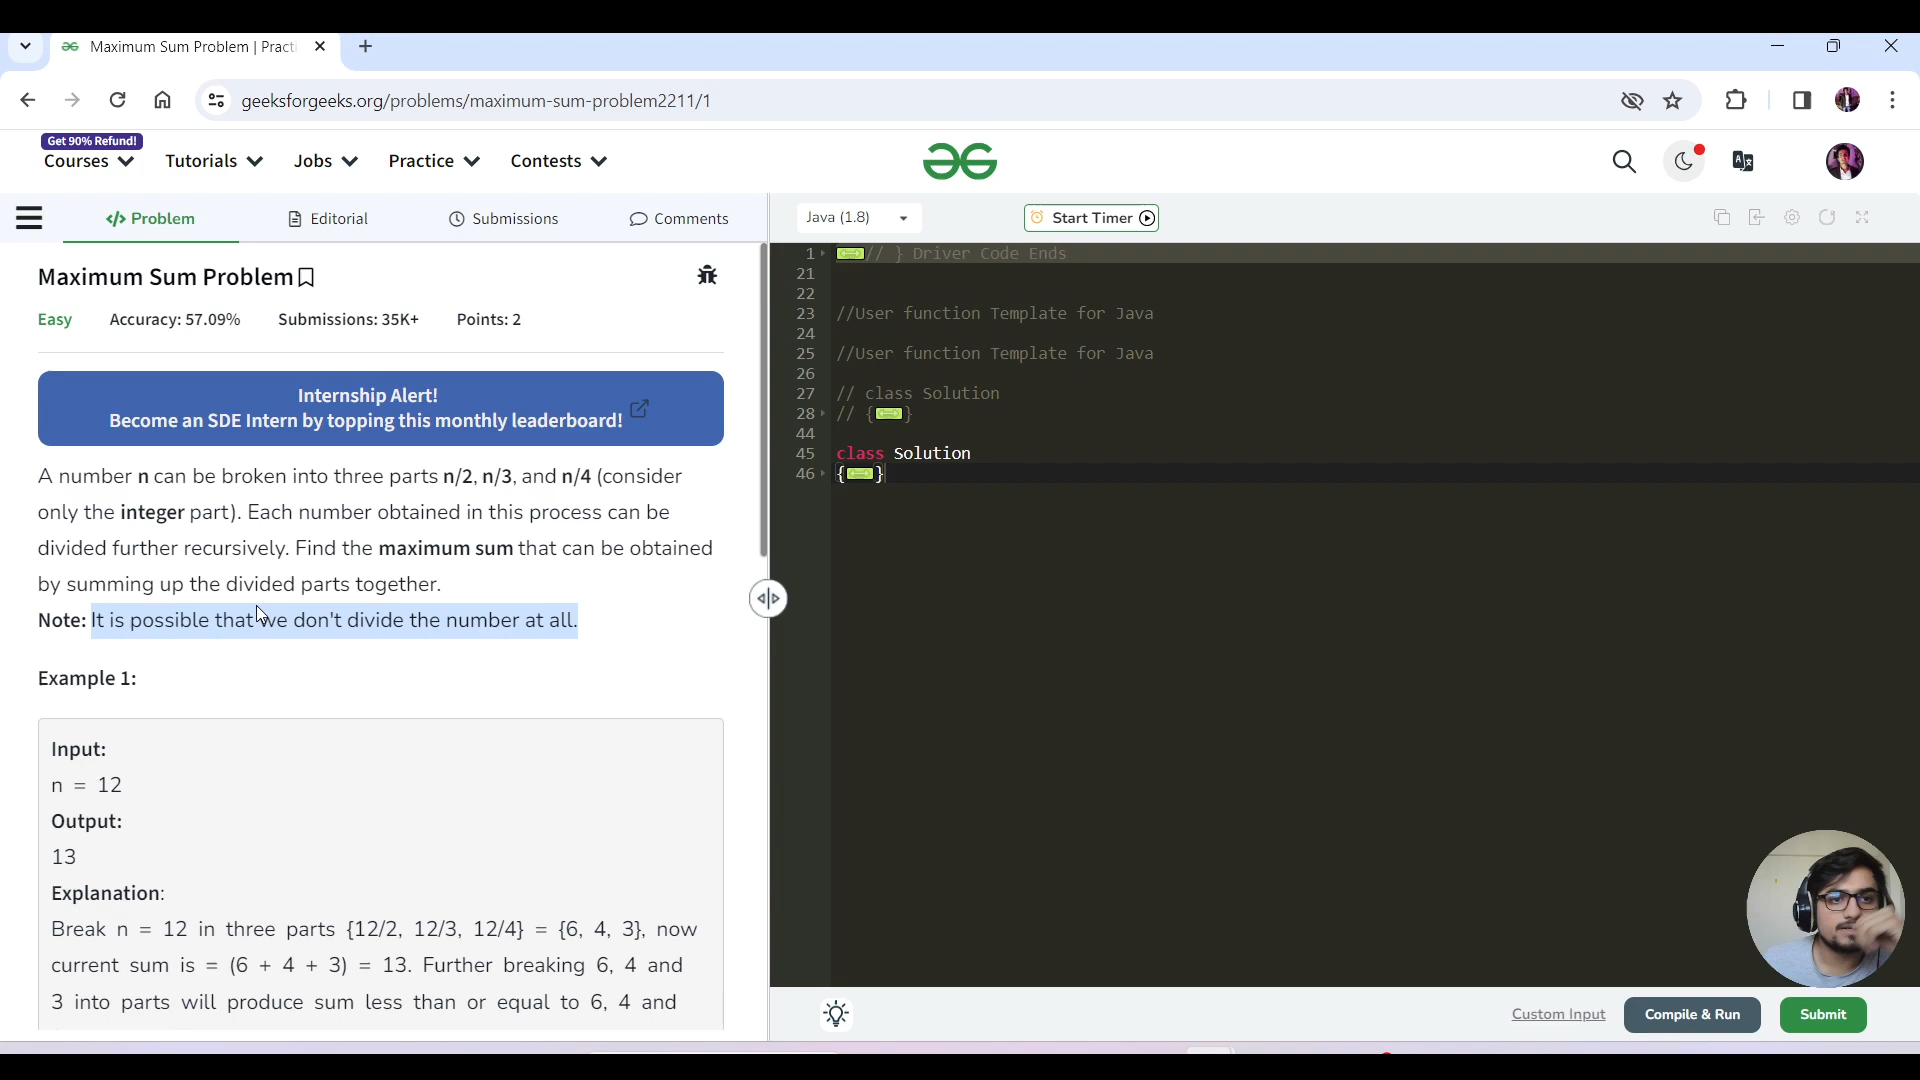 Maximum Sum Problem | Practi
geeksforgeeks.org/problems/maximum-sum-problem2211/1
Get 90% Refund!
Courses Tutorials Jobs Practice Contests
Problem Editorial Submissions Comments
Maximum Sum Problem
Easy Accuracy: 57.09% Submissions: 35K+ Points: 2
Internship Alert!
Become an SDE Intern by topping this monthly leaderboard!
A number n can be broken into three parts n/2, n/3, and n/4 (consider
only the integer part). Each number obtained in this process can be
divided further recursively. Find the maximum sum that can be obtained
by summing up the divided parts together.
Note: It is possible that we don't divide the number at all.
Example 1:
Input:
n = 12
Output:
13
Explanation:
Break n = 12 in three parts {12/2, 12/3, 12/4} = {6, 4, 3}, now
current sum is = (6 + 4 + 3) = 13. Further breaking 6, 4 and
3 into parts will produce sum less than or equal to 6, 4 and
Java (1.8) Start Timer
1 // } Driver Code Ends
21
22
23 //User function Template for Java
24
25 //User function Template for Java
26
27 // class Solution
28 // { }
44
45 class Solution
46 { }
Custom Input Compile & Run Submit